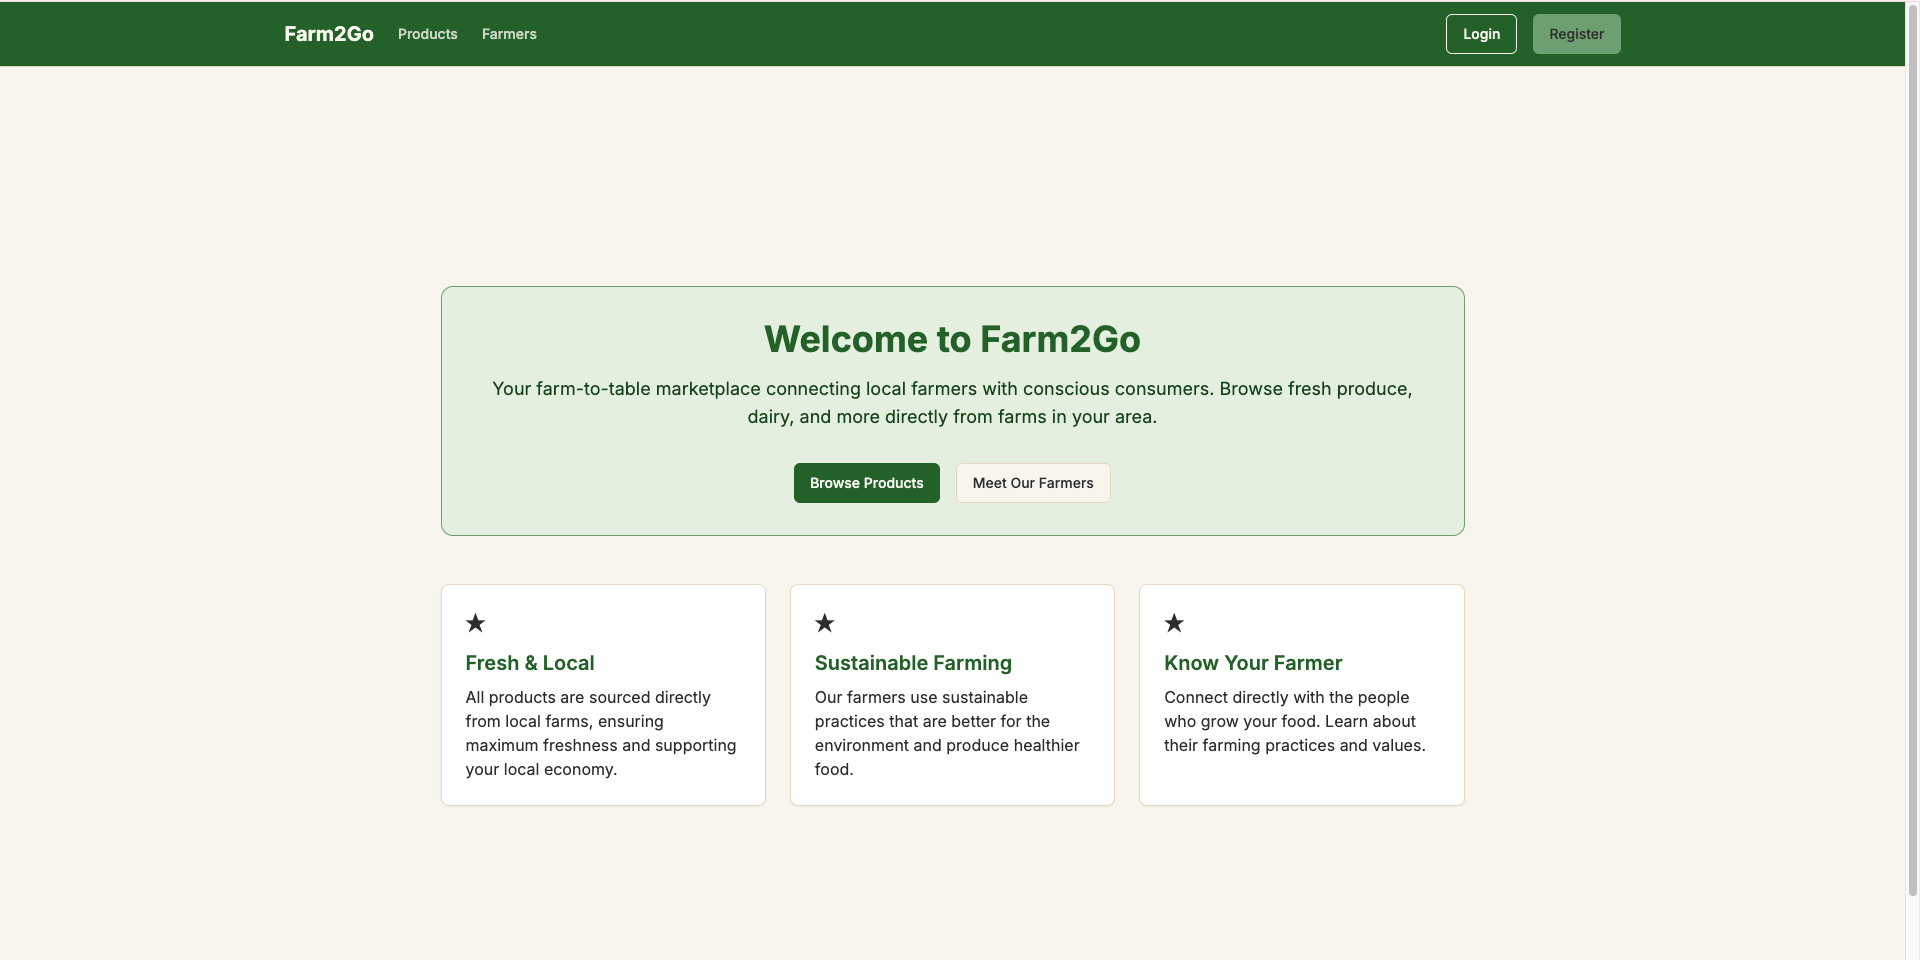 Farm2Go Products Farmers Login Register
Welcome to Farm2Go
Your farm-to-table marketplace connecting local farmers with conscious consumers. Browse fresh produce,
dairy, and more directly from farms in your area.
Browse Products Meet Our Farmers
★
Fresh & Local
All products are sourced directly
from local farms, ensuring
maximum freshness and supporting
your local economy.
★
Sustainable Farming
Our farmers use sustainable
practices that are better for the
environment and produce healthier
food.
★
Know Your Farmer
Connect directly with the people
who grow your food. Learn about
their farming practices and values.